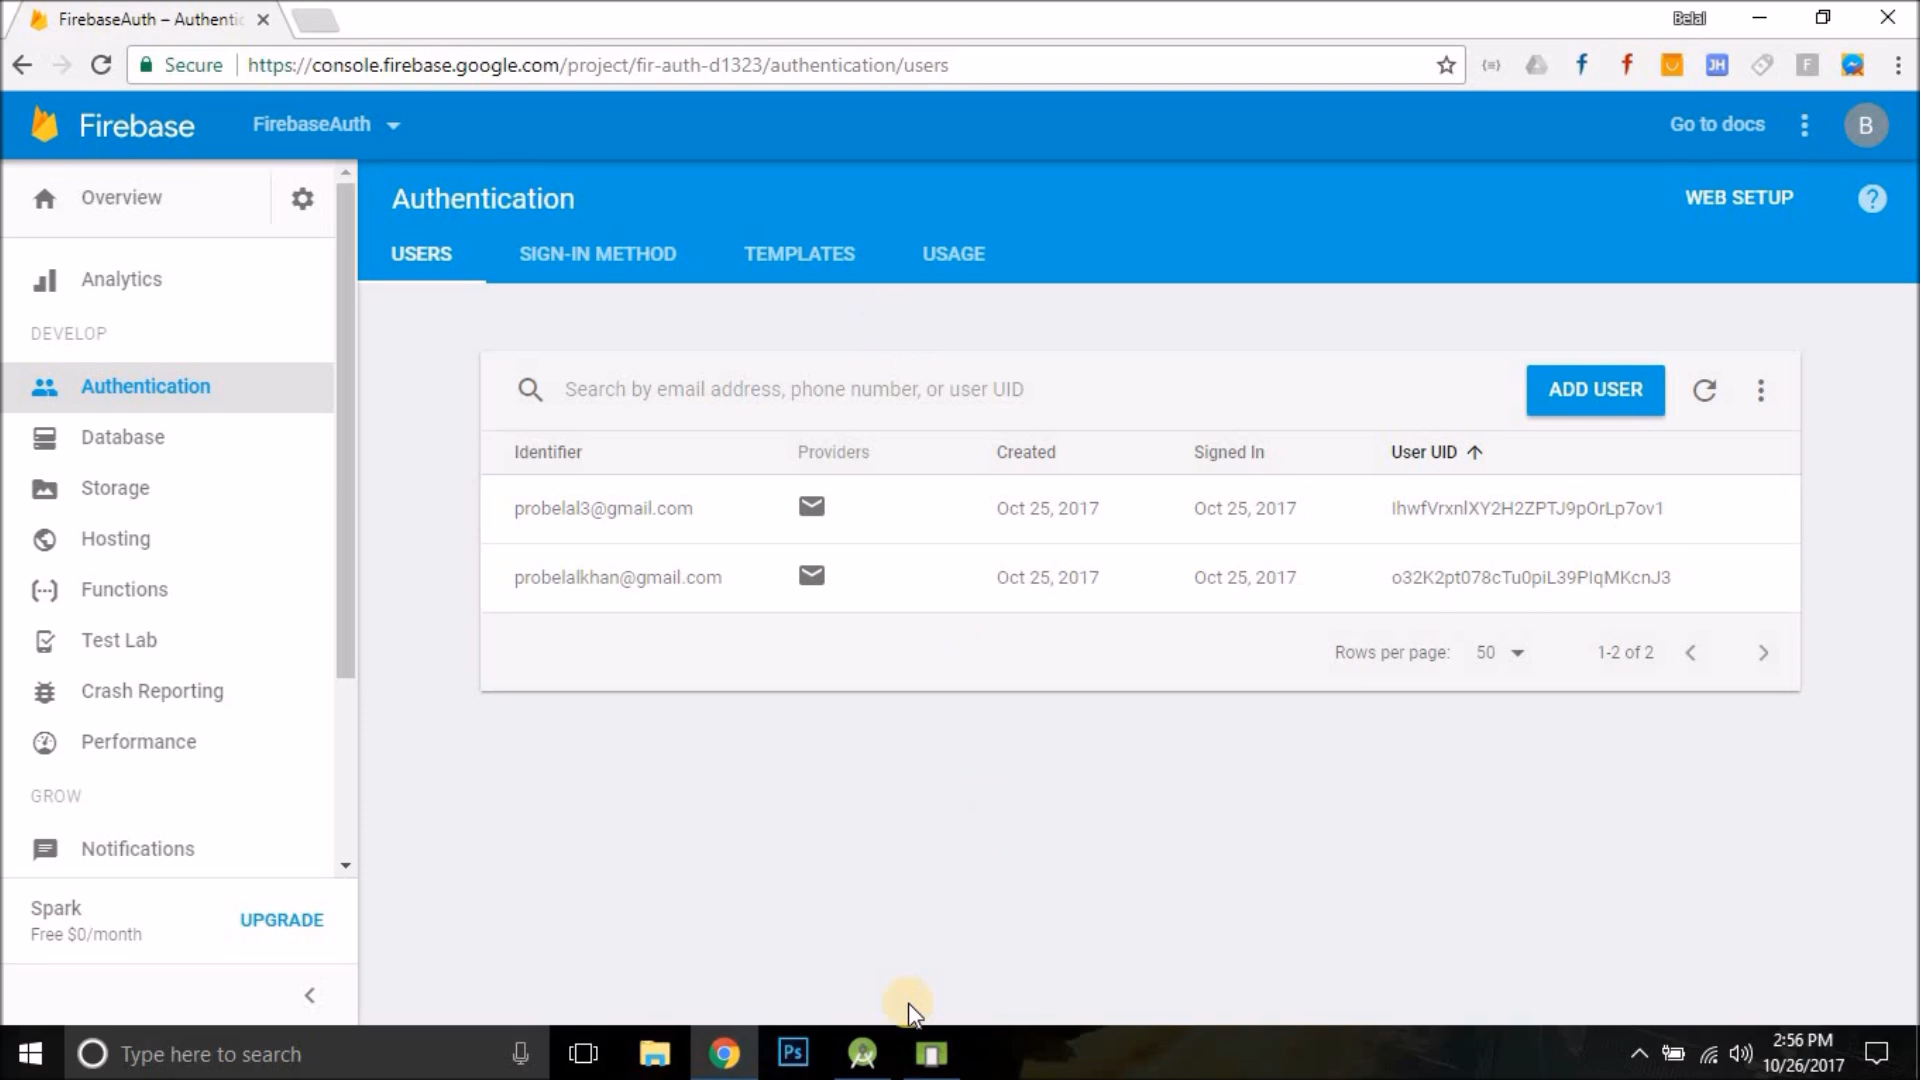 FirebaseAuth – Authentic
Belal
Secure https://console.firebase.google.com/project/fir-auth-d1323/authentication/users
Firebase FirebaseAuth Go to docs B
Overview
Authentication WEB SETUP
USERS SIGN-IN METHOD TEMPLATES USAGE
Analytics
DEVELOP
Authentication
Database
Storage
Hosting
Functions
Test Lab
Crash Reporting
Performance
GROW
Notifications
Spark
Free $0/month
UPGRADE
Search by email address, phone number, or user UID ADD USER
Identifier Providers Created Signed In User UID
probelal3@gmail.com Oct 25, 2017 Oct 25, 2017 IhwfVrxnlXY2H2ZPTJ9pOrLp7ov1
probelalkhan@gmail.com Oct 25, 2017 Oct 25, 2017 o32K2pt078cTu0piL39PIqMKcnJ3
Rows per page: 50 1-2 of 2
Type here to search
Ps
2:56 PM
10/26/2017